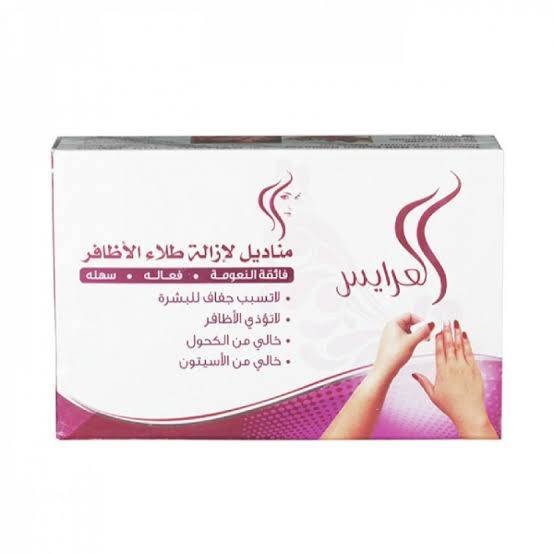 العرايس
مناديل لإزالة طلاء الأظافر
فائقة النعومة • فعاله • سهله
• لاتسبب جفاف للبشرة
• لاتؤذي الأظافر
• خالي من الكحول
• خالي من الأسيتون